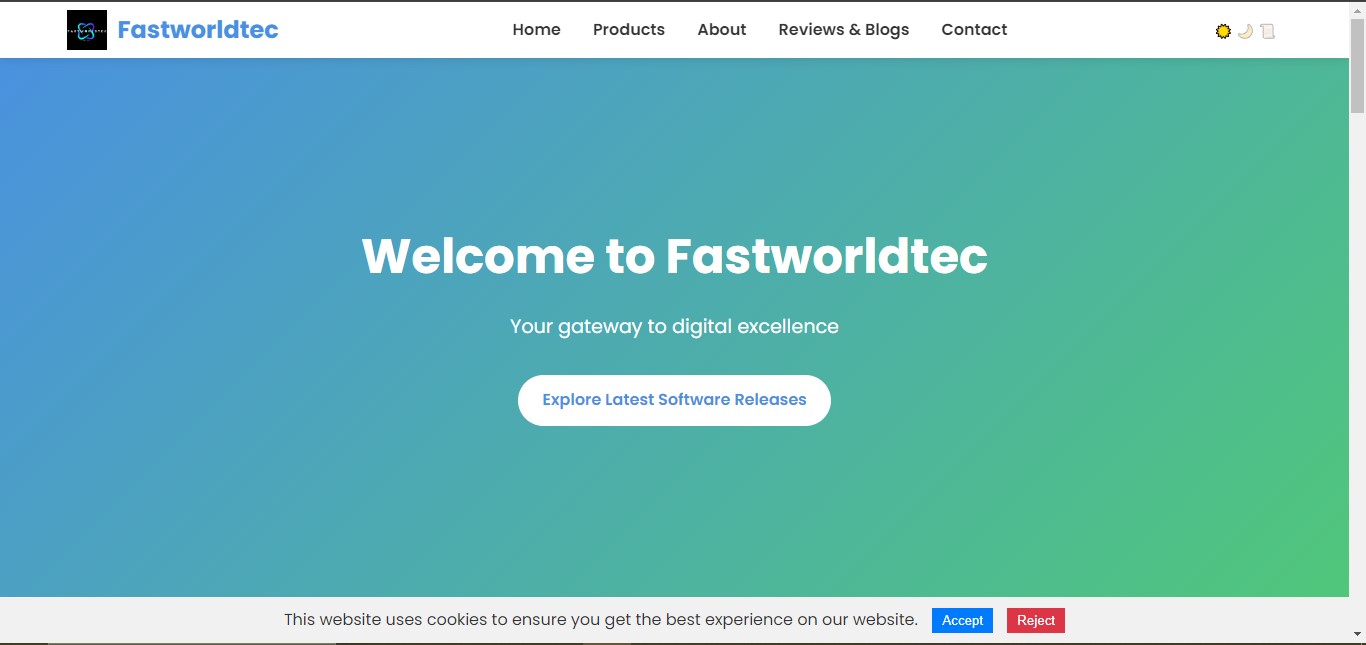 Fastworldtec
Home Products About Reviews & Blogs Contact
Welcome to Fastworldtec
Your gateway to digital excellence
Explore Latest Software Releases
This website uses cookies to ensure you get the best experience on our website. Accept Reject